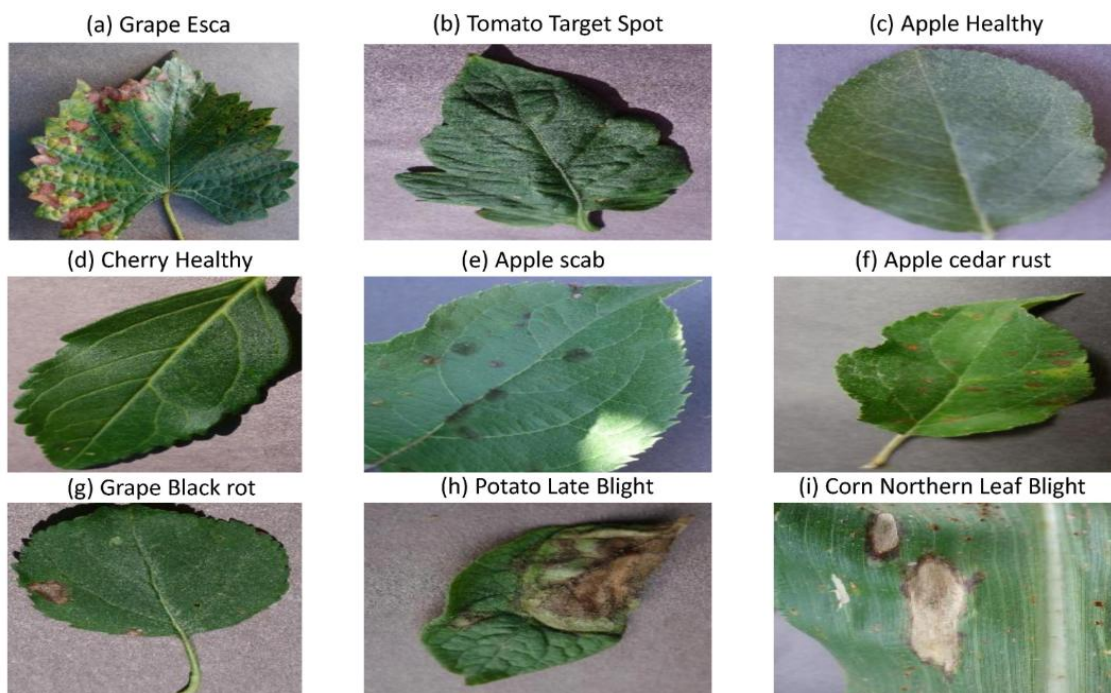 (a) Grape Esca
(b) Tomato Target Spot
(c) Apple Healthy
(d) Cherry Healthy
(e) Apple scab
(f) Apple cedar rust
(g) Grape Black rot
(h) Potato Late Blight
(i) Corn Northern Leaf Blight